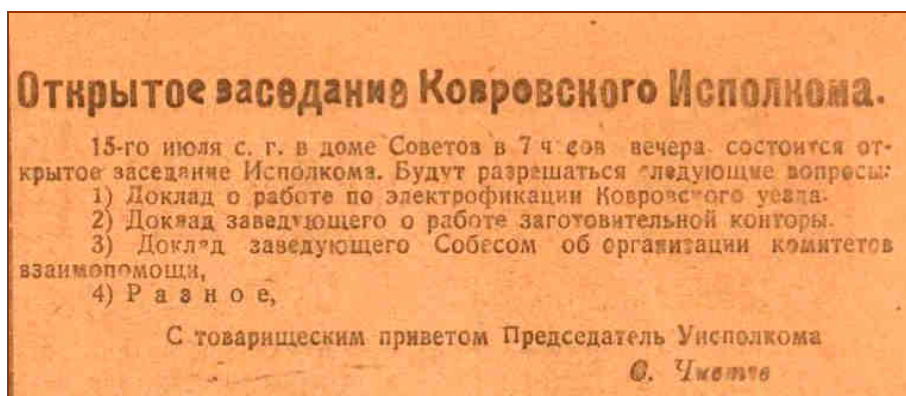 Открытое заседание Ковровского Исполкома.
15-го июля с. г. в доме Советов в 7 ч сов вечера состоится от-
крытое заседание Исполкома. Будут разрешаться следующие вопросы:
1) Доклад о работе по электрофикации Ковровского уезда.
2) Доклад заведующего о работе заготовительной конторы.
3) Доклад заведующего Собесом об организации комитетов
взаимопомощи,
4) Разное,
С товарищеским приветом Председатель Уисполкома
С.